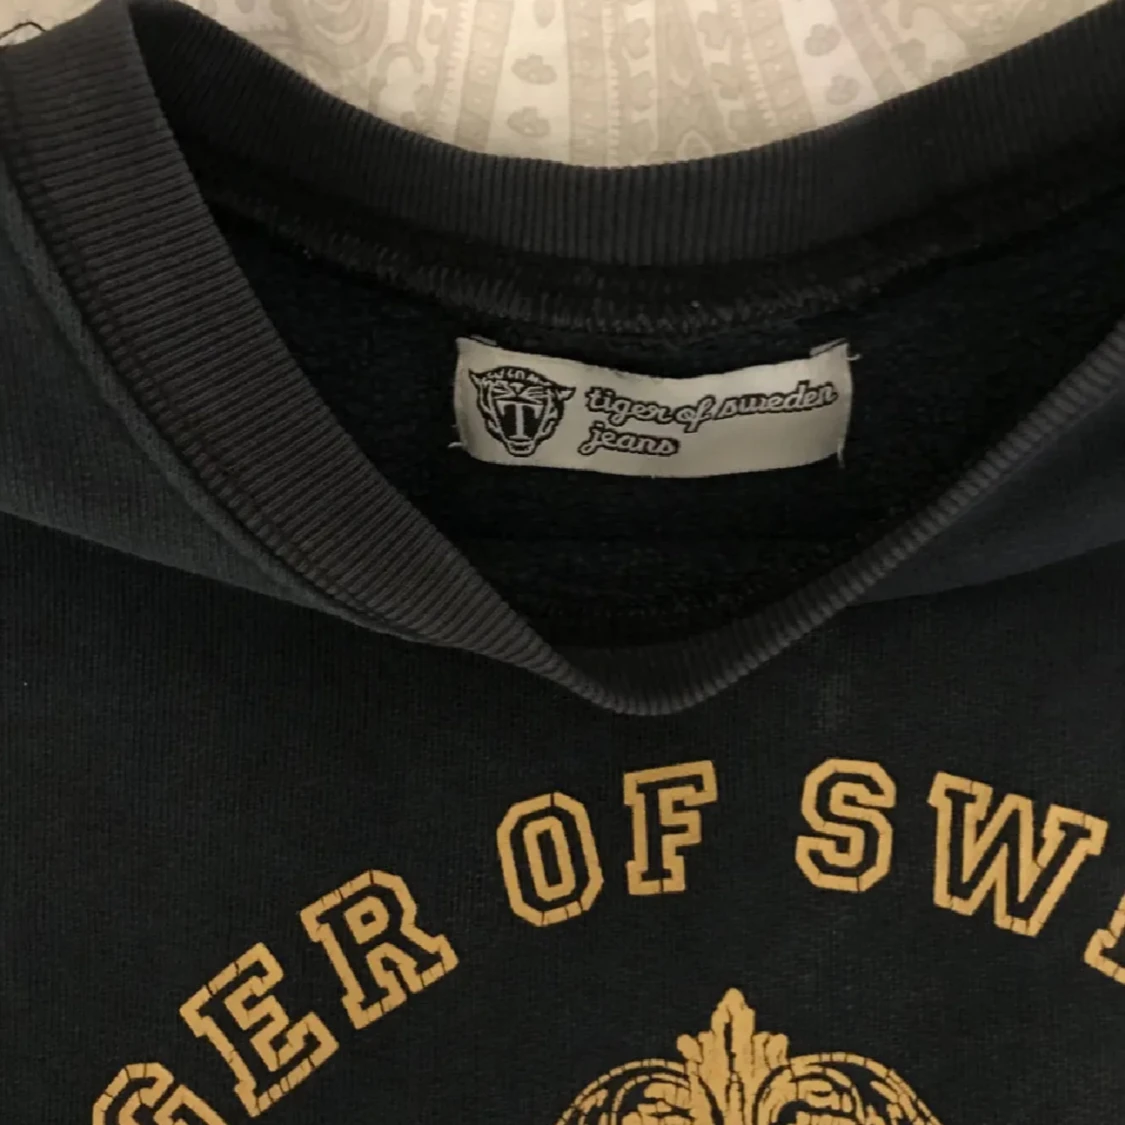 T
tiger of sweden
jeans
GER OF SW